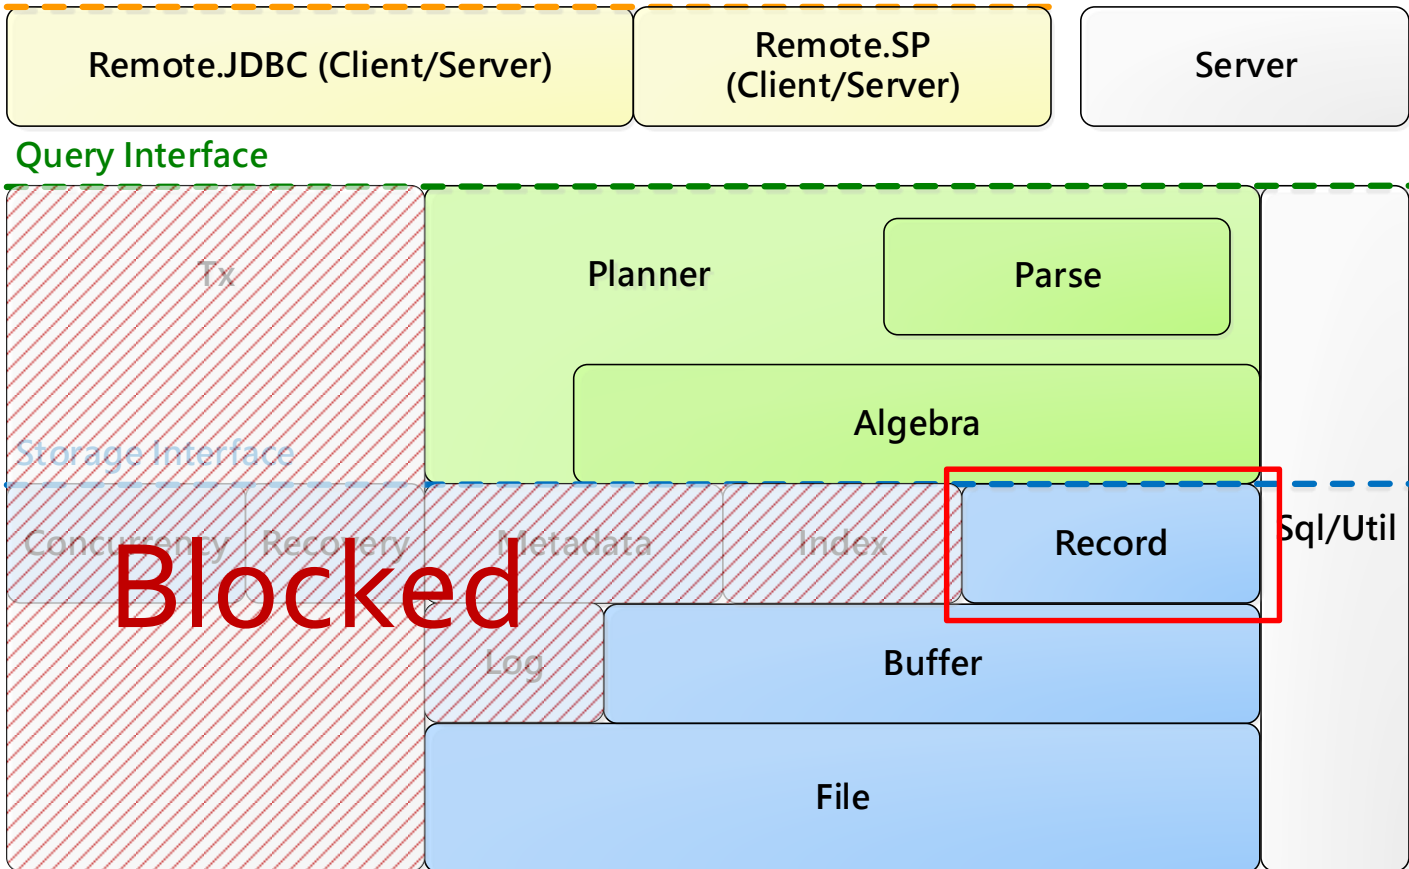 Remote.JDBC (Client/Server)
Remote.SP
(Client/Server)
Server
Query Interface
Tx
Planner
Parse
Algebra
Storage Interface
Concurrency
Recovery
Metadata
Index
Record
Sql/Util
Blocked
Log
Buffer
File